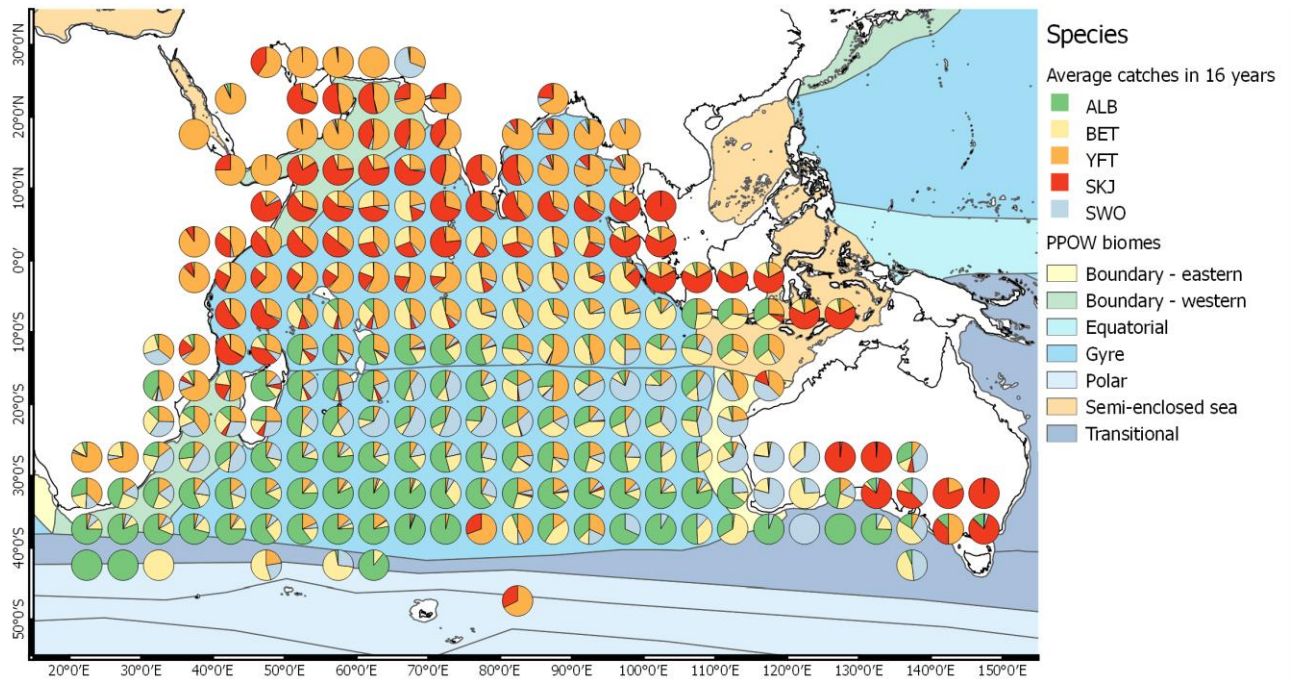 Species
Average catches in 16 years
ALB
BET
YFT
SKJ
SWO
PPOW biomes
Boundary - eastern
Boundary - western
Equatorial
Gyre
Polar
Semi-enclosed sea
Transitional
30°0'N
20°0'N
10°0'N
0°0'
10°0'S
20°0'S
30°0'S
40°0'S
50°0'S
20°0'E 30°0'E 40°0'E 50°0'E 60°0'E 70°0'E 80°0'E 90°0'E 100°0'E 110°0'E 120°0'E 130°0'E 140°0'E 150°0'E